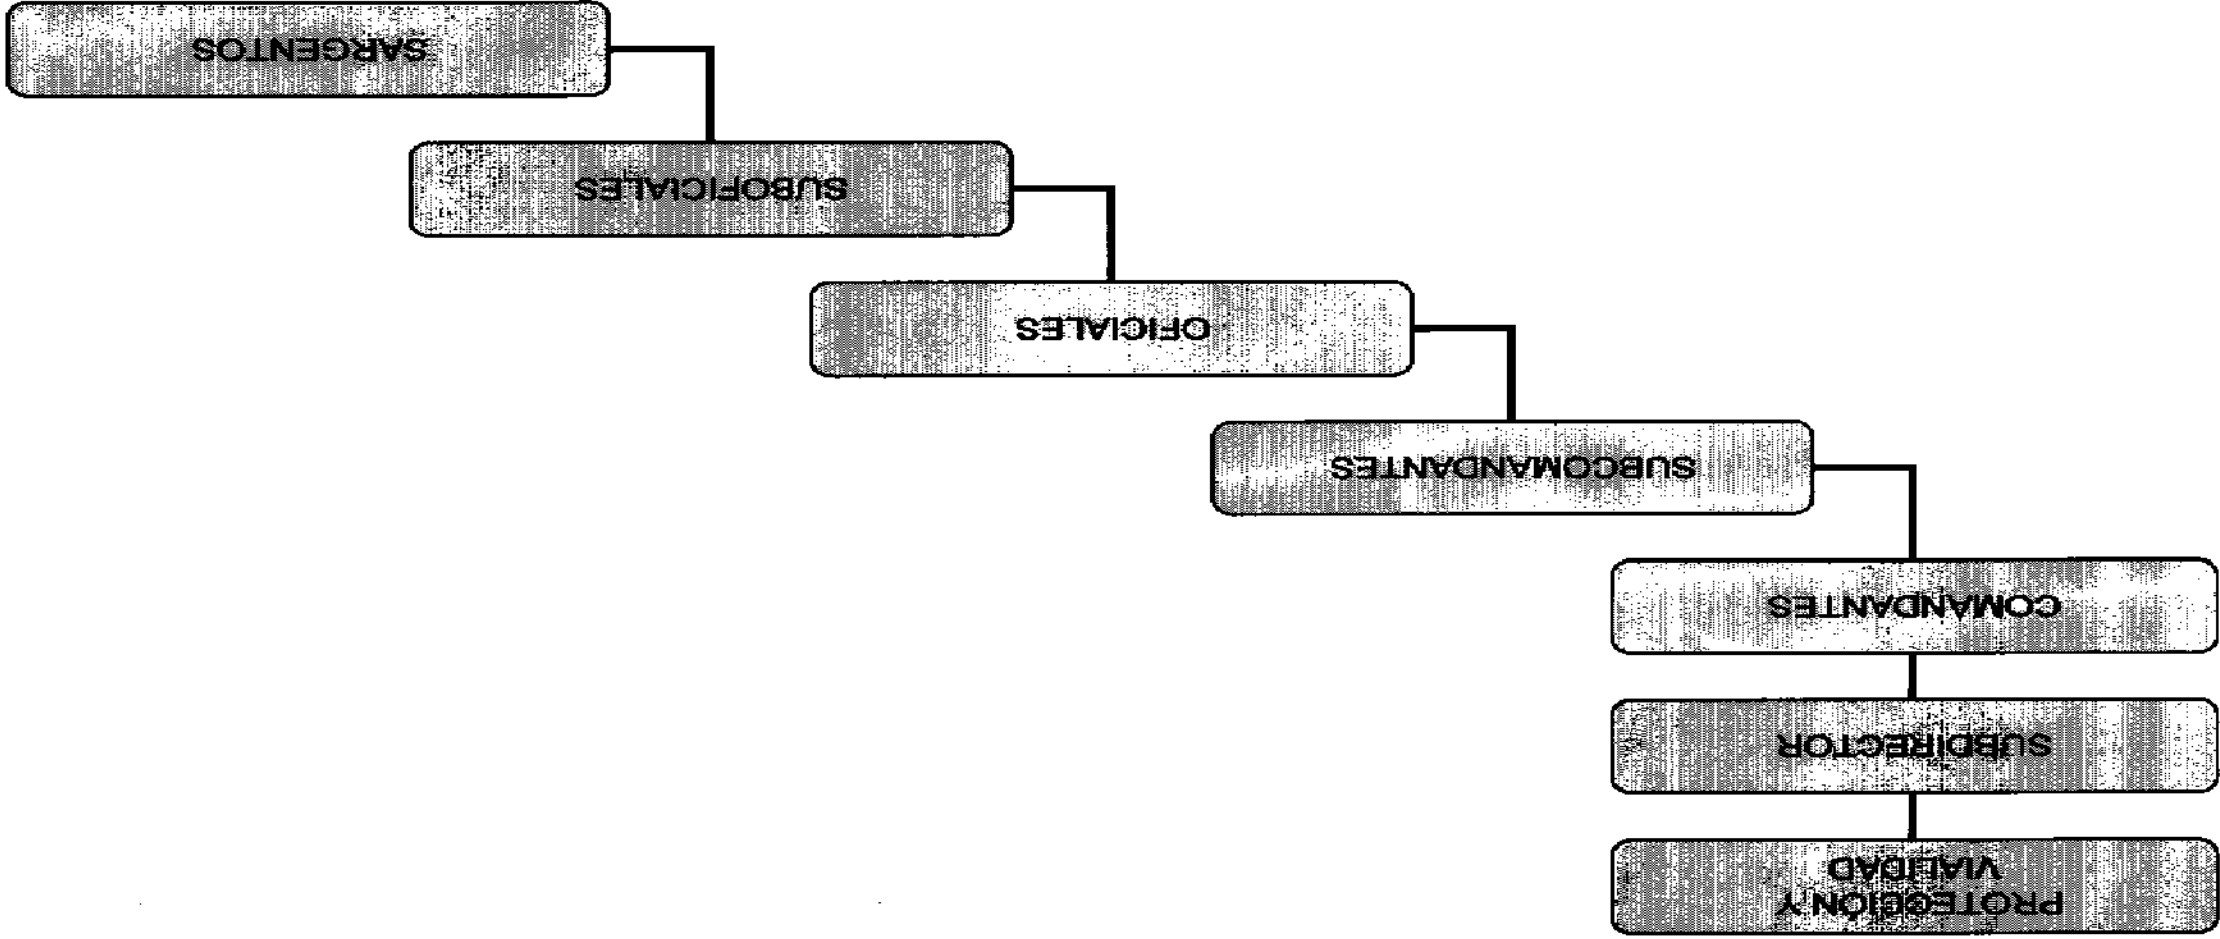 PROTECCIÓN Y
VIALIDAD
SUBDIRECTOR
COMANDANTES
SUBCOMANDANTES
OFICIALES
SUBOFICIALES
SARGENTOS